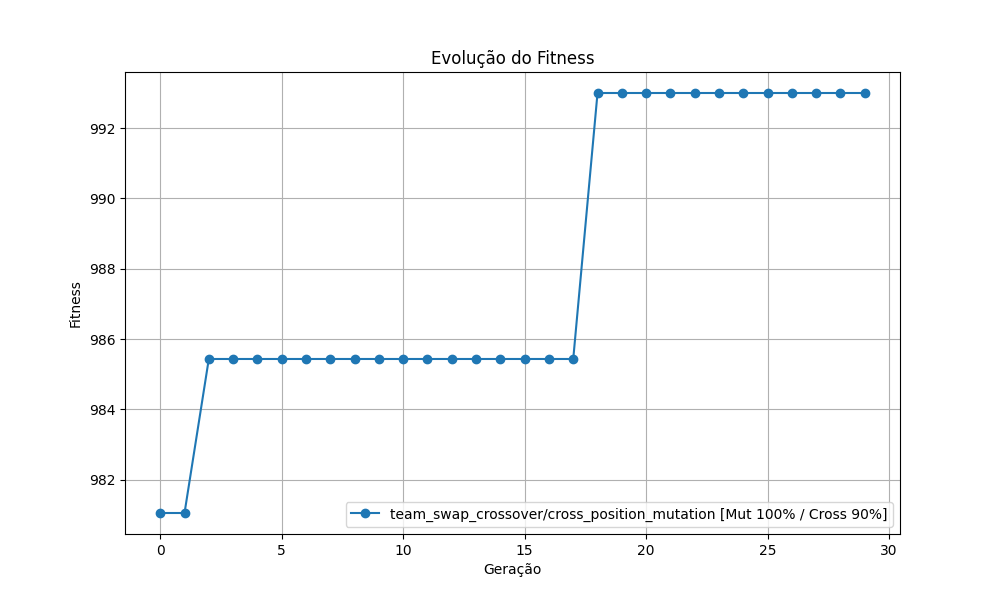 Evolução do Fitness
Fitness
992
990
988
986
984
982
team_swap_crossover/cross_position_mutation [Mut 100% / Cross 90%]
0 5 10 15 20 25 30
Geração